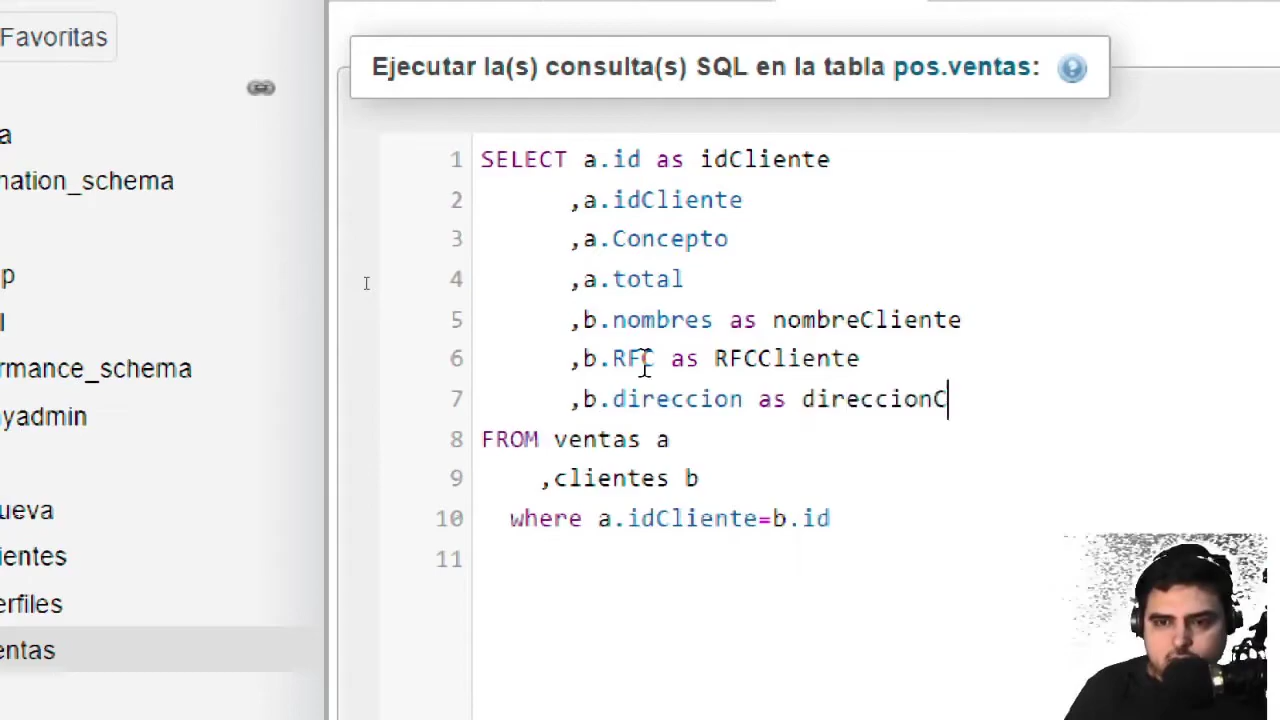 Favoritas
Ejecutar la(s) consulta(s) SQL en la tabla pos.ventas:
a
mation_schema
p
l
rmance_schema
nyadmin
ueva
ientes
erfiles
entas
1 SELECT a.id as idCliente
2 ,a.idCliente
3 ,a.Concepto
4 ,a.total
5 ,b.nombres as nombreCliente
6 ,b.RFC as RFCCliente
7 ,b.direccion as direccionC
8 FROM ventas a
9 ,clientes b
10 where a.idCliente=b.id
11